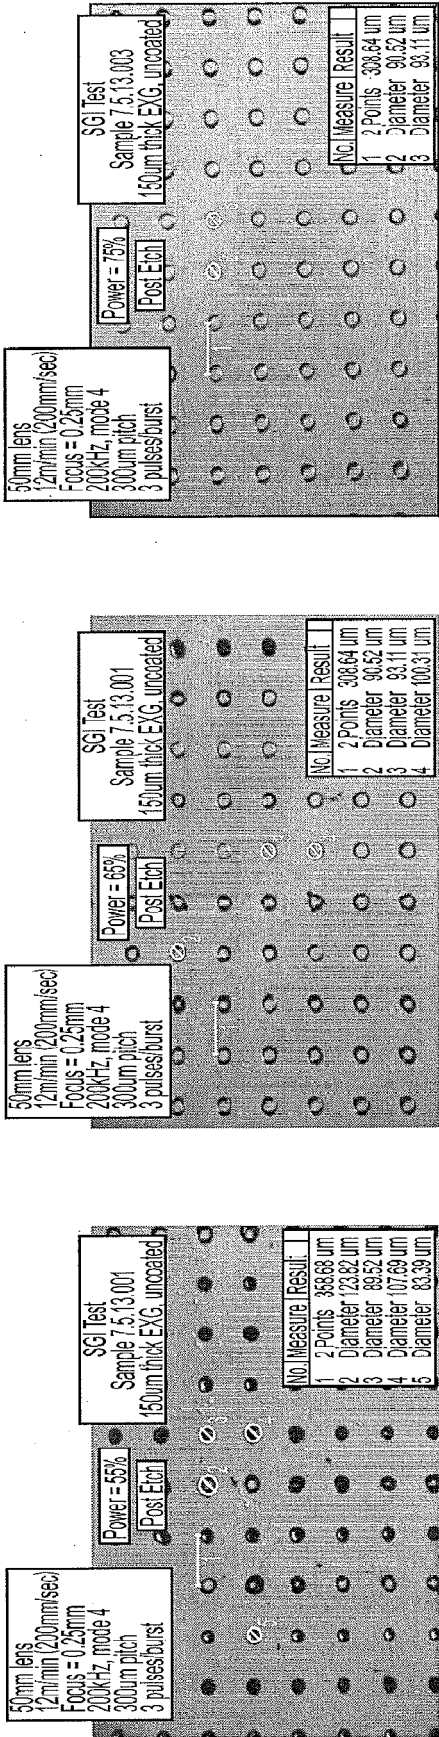 50mm lens
12m/min (200mm/sec)
Focus = 0.25mm
200kHz, mode 4
300um pitch
3 pulses/burst
Power = 55%
Post Etch
SGI Test
Sample 7.5.13.001
150um thick EXG, uncoated
No. Measure Result
1 2 Points 358.68 um
2 Diameter 123.82 um
3 Diameter 89.52 um
4 Diameter 107.69 um
5 Diameter 83.39 um
50mm lens
12m/min (200mm/sec)
Focus = 0.25mm
200kHz, mode 4
300um pitch
3 pulses/burst
Power = 65%
Post Etch
SGI Test
Sample 7.5.13.001
150um thick EXG, uncoated
No. Measure Result
1 2 Points 308.64 um
2 Diameter 90.52 um
3 Diameter 93.11 um
4 Diameter 100.31 um
50mm lens
12m/min (200mm/sec)
Focus = 0.25mm
200kHz, mode 4
300um pitch
3 pulses/burst
Power = 75%
Post Etch
SGI Test
Sample 7.5.13.003
150um thick EXG, uncoated
No. Measure Result
1 2 Points 308.64 um
2 Diameter 90.52 um
3 Diameter 93.11 um